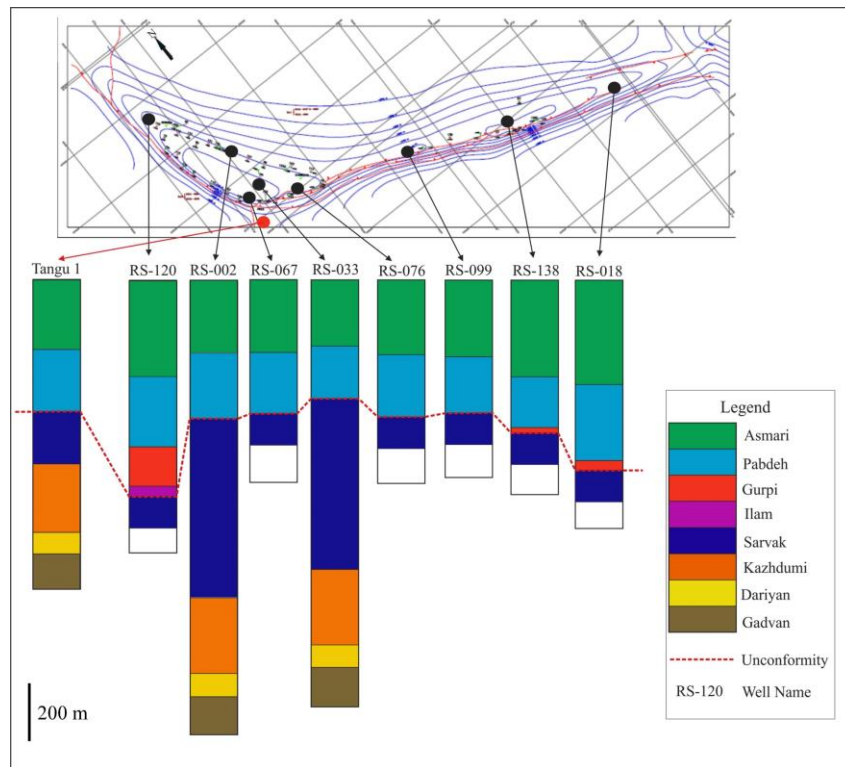 Tangu 1 RS-120 RS-002 RS-067 RS-033 RS-076 RS-099 RS-138 RS-018
Legend
Asmari
Pabdeh
Gurpi
Ilam
Sarvak
Kazhdumi
Dariyan
Gadvan
Unconformity
RS-120 Well Name
200 m